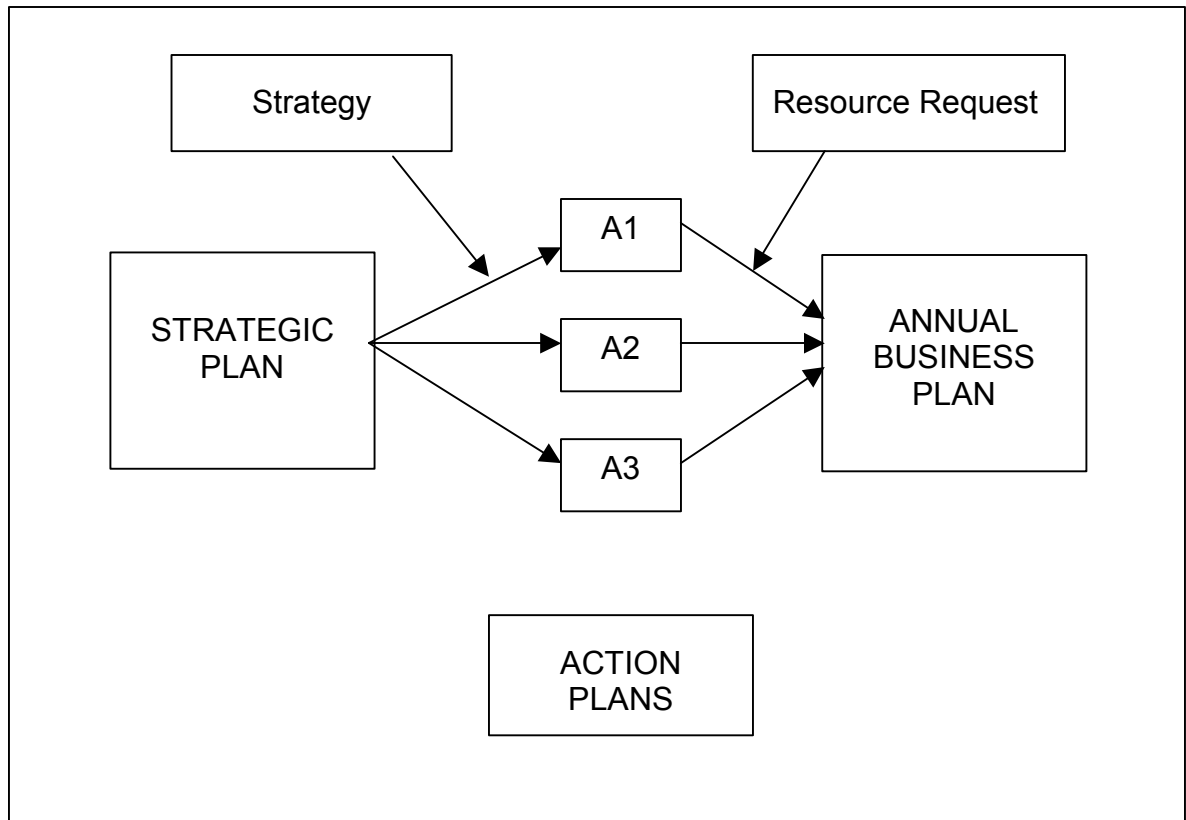 Strategy
Resource Request
A1
STRATEGIC
PLAN
A2
ANNUAL
BUSINESS
PLAN
A3
ACTION
PLANS